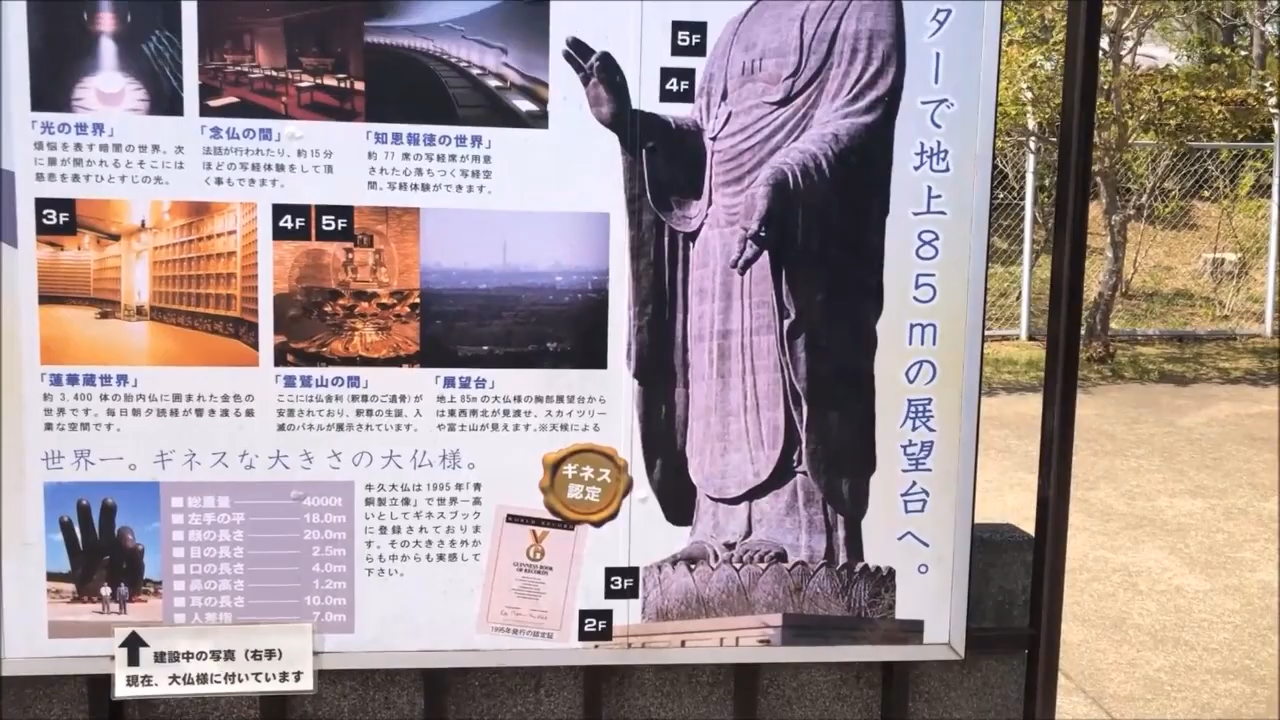 5F
4F
ターで地上85mの展望台へ。
「光の世界」
煩悩を表す暗闇の世界。次
に扉が開かれるとそこには
慈悲を表すひとすじの光。
「念仏の間」
法話が行われたり、約15分
ほどの写経体験をして頂
く事もできます。
「知恩報徳の世界」
約 77 席の写経席が用意
された心落ちつく写経空
間。写経体験ができます。
3F
4F 5F
「蓮華蔵世界」
約 3,400 体の胎内仏に囲まれた金色の
世界です。毎日朝夕読経が響き渡る厳
粛な空間です。
「霊鷲山の間」
ここには仏舎利(釈尊のご遺骨)が
安置されており、釈尊の生誕、入
滅のパネルが展示されています。
「展望台」
地上 85m の大仏様の胸部展望台から
は東西南北が見渡せ、スカイツリー
や富士山が見えます。※天候による
世界一。ギネスな大きさの大仏様。
■総重量 4000t
■左手の平 18.0m
■顔の長さ 20.0m
■目の長さ 2.5m
■口の長さ 4.0m
■鼻の高さ 1.2m
■耳の長さ 10.0m
■人差指 7.0m
牛久大仏は1995 年「青
銅製立像」で世界一高
いとしてギネスブック
に登録されておりま
す。その大きさを外か
らも中からも実感して
下さい。
ギネス
認定
WORLD RECORD
GUINNESS BOOK
OF RECORDS
1995年発行の認定証
3F
2F
建設中の写真(右手)
現在、大仏様に付いています